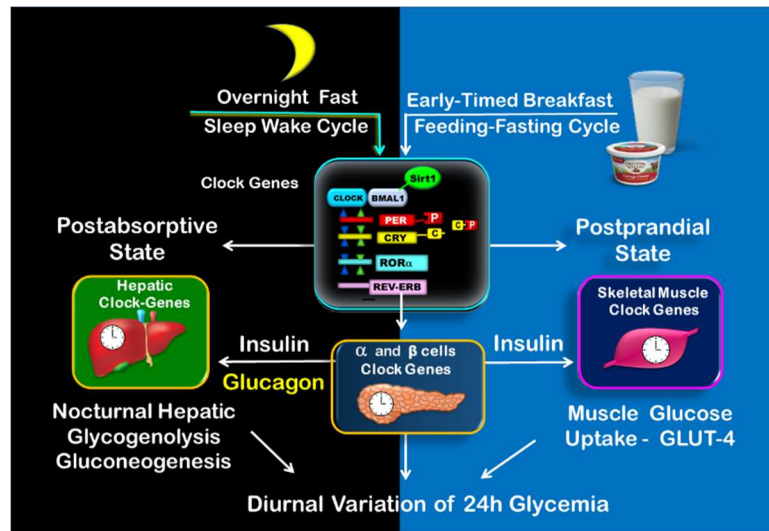 Overnight Fast
Sleep Wake Cycle
Early-Timed Breakfast
Feeding-Fasting Cycle
Clock Genes
Sirt1
CLOCK
BMAL1
PER
P
CRY
C
C
P
RORα
REV-ERB
Postabsorptive
State
Postprandial
State
Hepatic
Clock-Genes
Skeletal Muscle
Clock Genes
Insulin
Glucagon
α and β cells
Clock Genes
Insulin
Nocturnal Hepatic
Glycogenolysis
Gluconeogenesis
Muscle Glucose
Uptake - GLUT-4
Diurnal Variation of 24h Glycemia